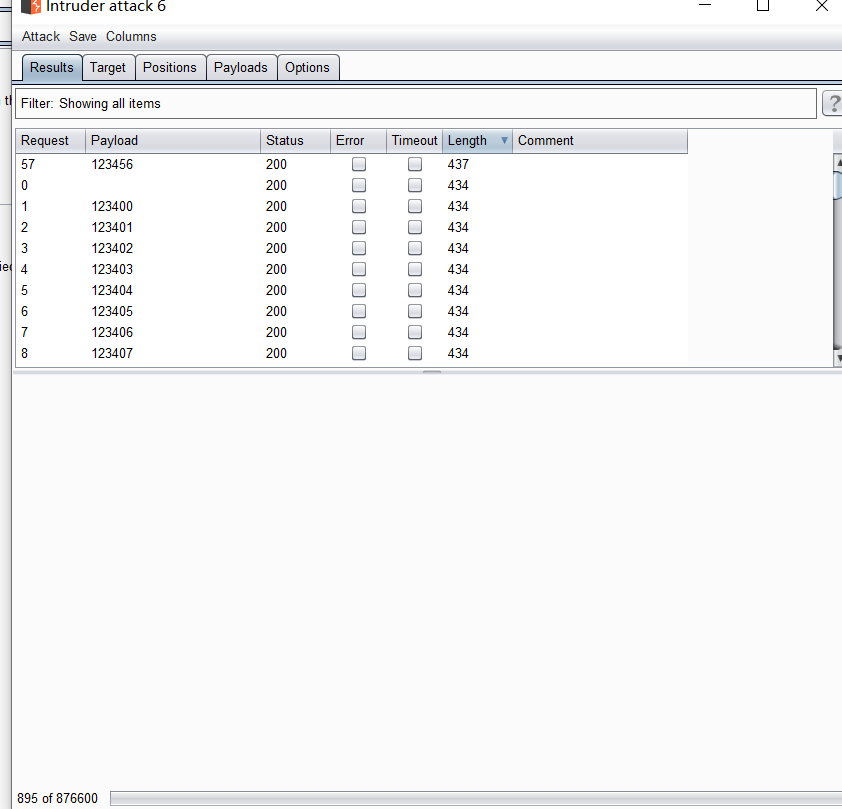 Intruder attack 6
Attack Save Columns
Results Target Positions Payloads Options
Filter: Showing all items ?
Request Payload Status Error Timeout Length Comment
57 123456 200 437
0 200 434
1 123400 200 434
2 123401 200 434
3 123402 200 434
4 123403 200 434
5 123404 200 434
6 123405 200 434
7 123406 200 434
8 123407 200 434
895 of 876600